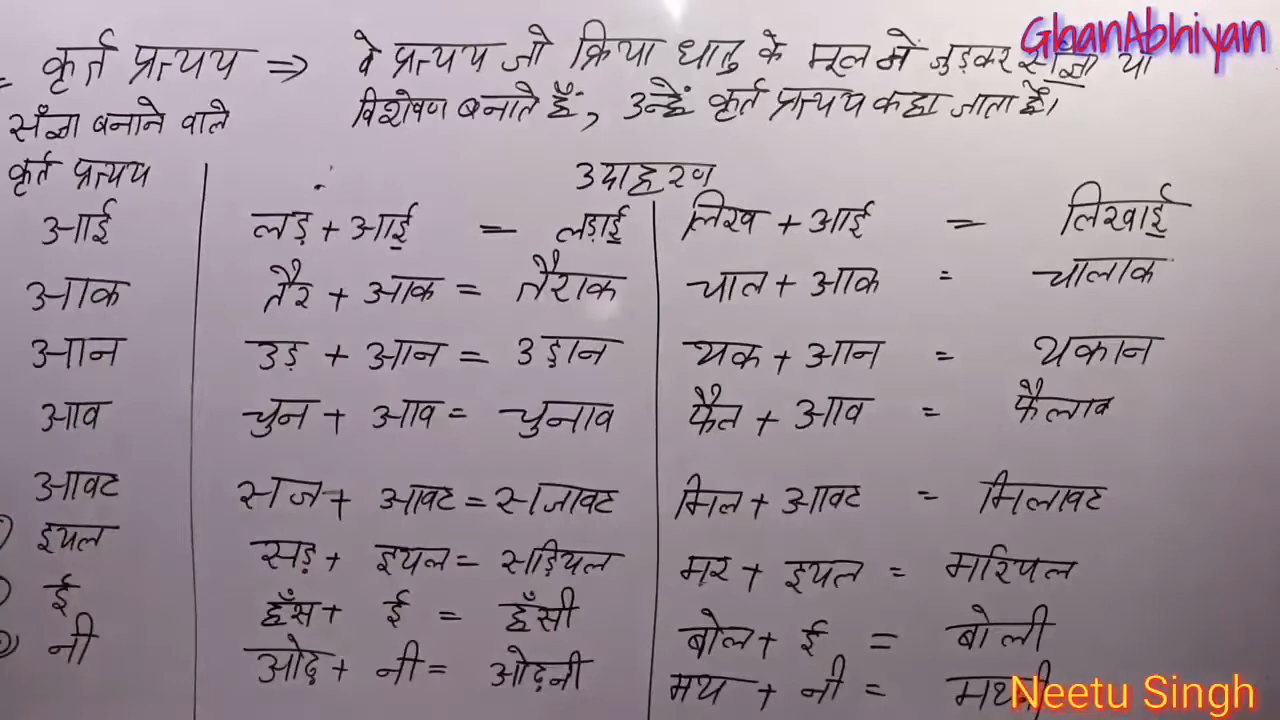 GhanAbhiyan
कृर्त प्रत्यय ⇒ वे प्रत्यय जो क्रिया धातु के मूल में जुड़कर संज्ञा या
सँज्ञा बनाने वाले विशेषण बनाते हैं, उन्हें कृर्त प्रत्यय कहा जाता है।
कृर्त प्रत्यय उदाहरण
आई लड़ + आई = लड़ाई लिख + आई = लिखाई
आक तैर + आक = तैराक चाल + आक = चालाक
आन उड़ + आन = उड़ान थक + आन = थकान
आव चुन + आव = चुनाव फैल + आव = फैलाव
आवट सज + आवट = सजावट मिल + आवट = मिलावट
इयल सड़ + इयल = सड़ियल मर + इयल = मरियल
ई हँस + ई = हँसी बोल + ई = बोली
नी ओढ़ + नी = ओढ़नी मथ + नी = मथनी
Neetu Singh